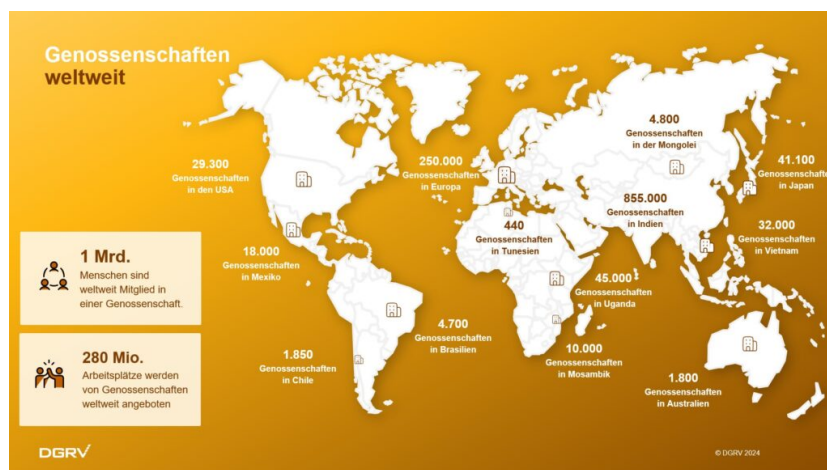 Genossenschaften
weltweit
4.800
Genossenschaften
in der Mongolei
29.300
Genossenschaften
in den USA
250.000
Genossenschaften
in Europa
41.100
Genossenschafte
in Japan
855.000
Genossenschaften
in Indien
440
Genossenschaften
in Tunesien
32.000
Genossenschaften
in Vietnam
18.000
Genossenschaften
in Mexiko
45.000
Genossenschaften
in Uganda
4.700
Genossenschaften
in Brasilien
1.850
Genossenschaften
in Chile
10.000
Genossenschaften
in Mosambik
1.800
Genossenschaften
in Australien
1 Mrd.
Menschen sind
weltweit Mitglied in
einer Genossenschaft.
280 Mio.
Arbeitsplätze werden
von Genossenschaften
weltweit angeboten
DGRV
© DGRV 2024